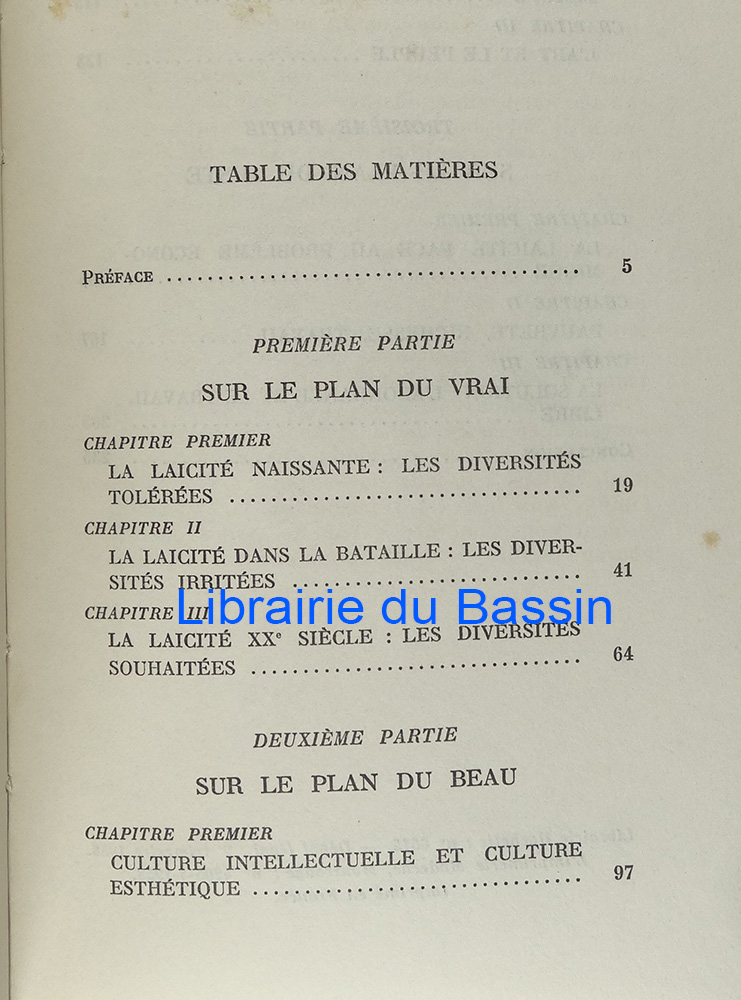 TABLE DES MATIÈRES
PRÉFACE ........................................ 5
PREMIÈRE PARTIE
SUR LE PLAN DU VRAI
CHAPITRE PREMIER
LA LAICITÉ NAISSANTE : LES DIVERSITÉS
TOLÉRÉES .................................. 19
CHAPITRE II
LA LAICITÉ DANS LA BATAILLE : LES DIVER-
SITÉS IRRITÉES ............................ 41
Librairie du Bassin
CHAPITRE III
LA LAICITÉ XXe SIÈCLE : LES DIVERSITÉS
SOUHAITÉES ................................ 64
DEUXIÈME PARTIE
SUR LE PLAN DU BEAU
CHAPITRE PREMIER
CULTURE INTELLECTUELLE ET CULTURE
ESTHÉTIQUE ................................ 97